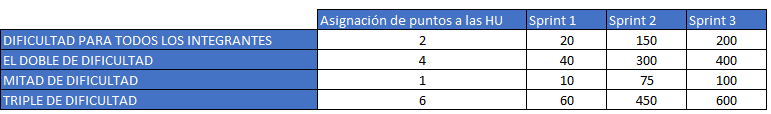 Asignación de puntos a las HU Sprint 1 Sprint 2 Sprint 3
DIFICULTAD PARA TODOS LOS INTEGRANTES 2 20 150 200
EL DOBLE DE DIFICULTAD 4 40 300 400
MITAD DE DIFICULTAD 1 10 75 100
TRIPLE DE DIFICULTAD 6 60 450 600